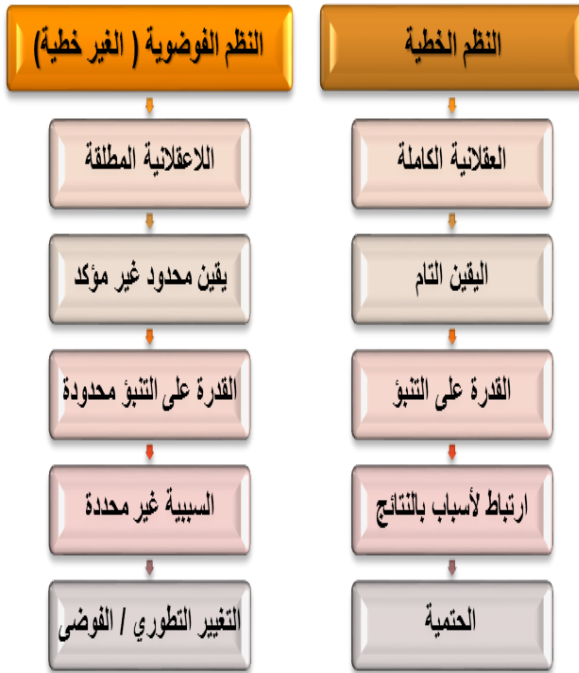 النظم الخطية
العقلانية الكاملة
اليقين التام
القدرة على التنبؤ
ارتباط لأسباب بالنتائج
الحتمية
النظم الفوضوية ( الغير خطية)
اللاعقلانية المطلقة
يقين محدود غير مؤكد
القدرة على التنبؤ محدودة
السببية غير محددة
التغيير التطوري / الفوضى